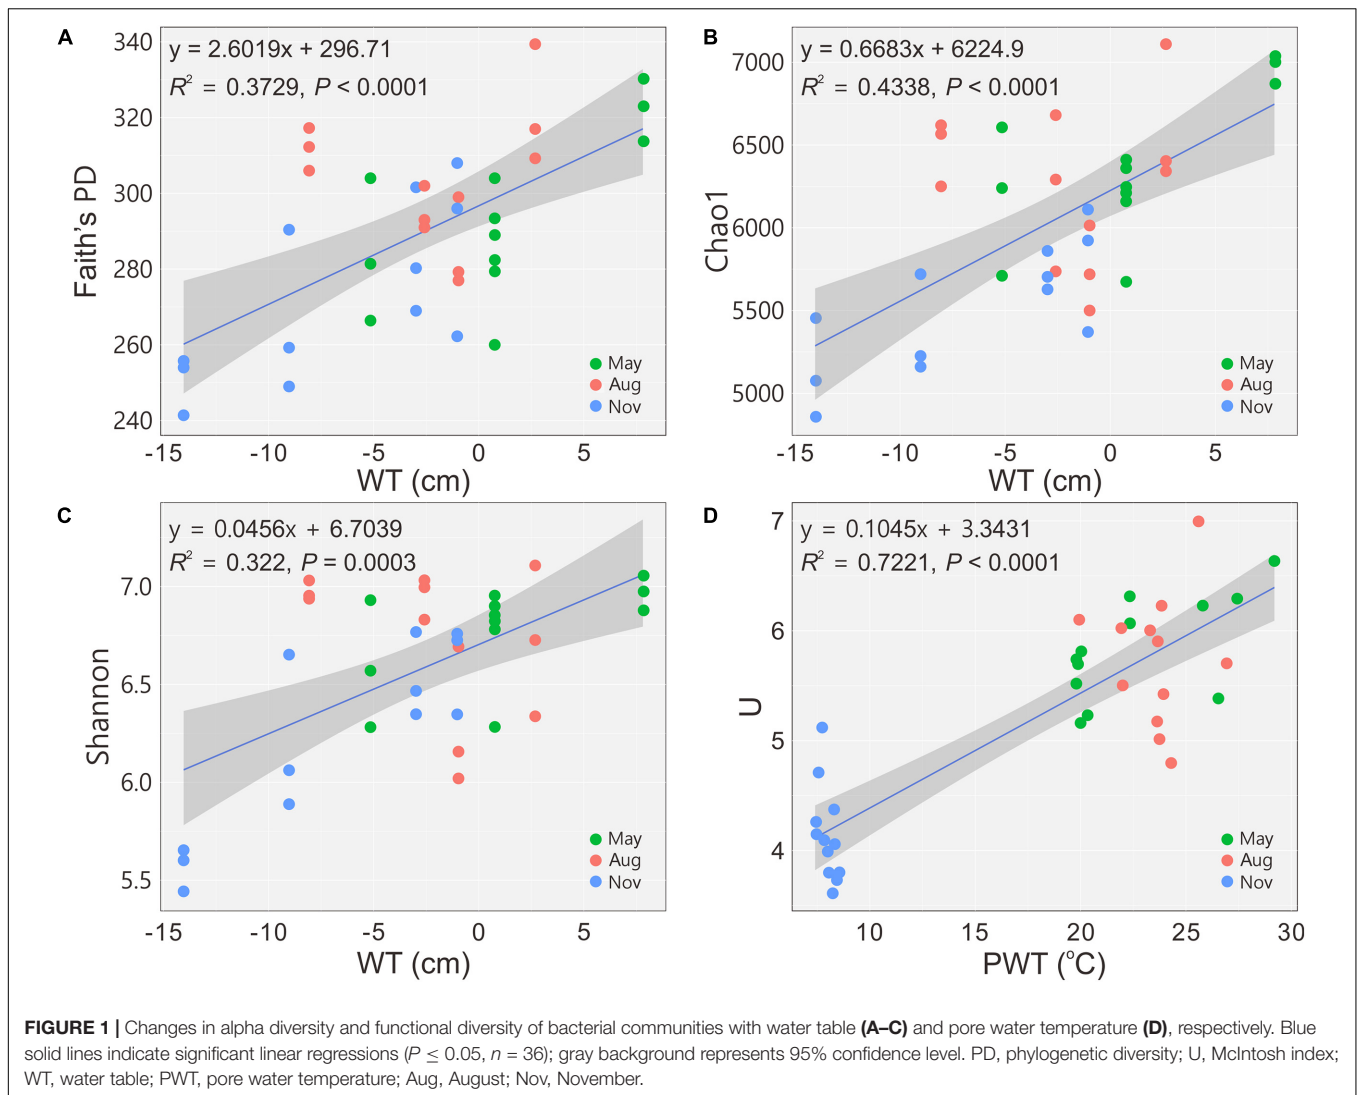 A
y = 2.6019x + 296.71
R² = 0.3729, P < 0.0001
340
320
300
280
260
240
Faith's PD
-15 -10 -5 0 5
WT (cm)
May
Aug
Nov
B
y = 0.6683x + 6224.9
R² = 0.4338, P < 0.0001
7000
6500
6000
5500
5000
Chao1
-15 -10 -5 0 5
WT (cm)
May
Aug
Nov
C
y = 0.0456x + 6.7039
R² = 0.322, P = 0.0003
7.0
6.5
6.0
5.5
Shannon
-15 -10 -5 0 5
WT (cm)
May
Aug
Nov
D
y = 0.1045x + 3.3431
R² = 0.7221, P < 0.0001
7
6
5
4
U
10 15 20 25 30
PWT (°C)
May
Aug
Nov
FIGURE 1 | Changes in alpha diversity and functional diversity of bacterial communities with water table (A–C) and pore water temperature (D), respectively. Blue
solid lines indicate significant linear regressions (P ≤ 0.05, n = 36); gray background represents 95% confidence level. PD, phylogenetic diversity; U, McIntosh index;
WT, water table; PWT, pore water temperature; Aug, August; Nov, November.